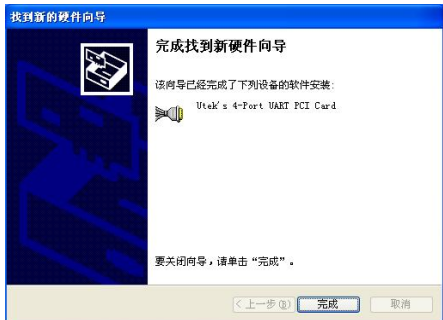 找到新的硬件向导
完成找到新硬件向导
该向导已经完成了下列设备的软件安装:
Utek's 4-Port UART PCI Card
要关闭向导，请单击“完成”。
< 上一步(B)
完成
取消